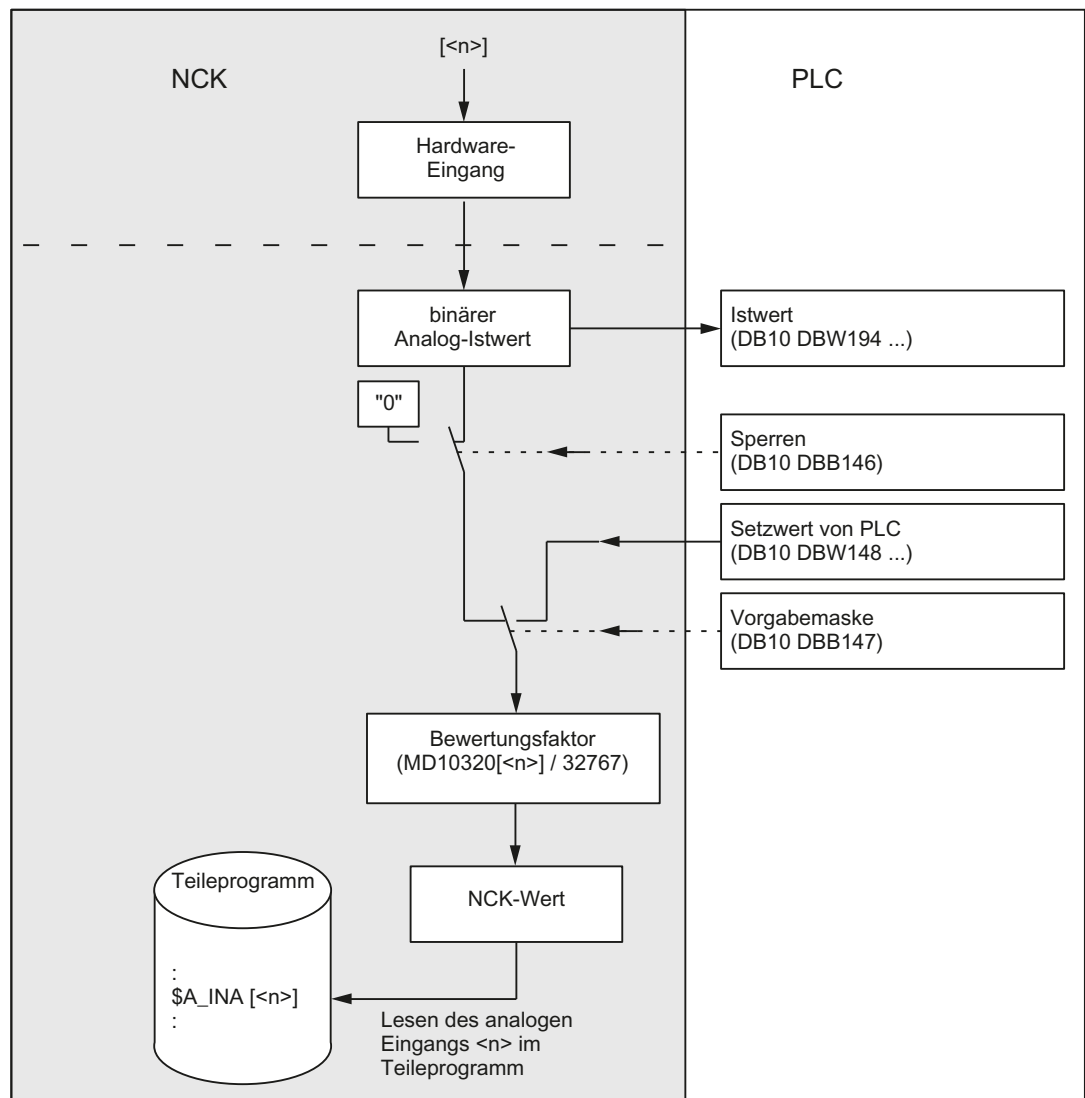 [<n>]
NCK
PLC
Hardware-
Eingang
binärer
Analog-Istwert
Istwert
(DB10 DBW194 ...)
"0"
Sperren
(DB10 DBB146)
Setzwert von PLC
(DB10 DBW148 ...)
Vorgabemaske
(DB10 DBB147)
Bewertungsfaktor
(MD10320[<n>] / 32767)
NCK-Wert
Teileprogramm
:
$A_INA [<n>]
:
Lesen des analogen
Eingangs <n> im
Teileprogramm